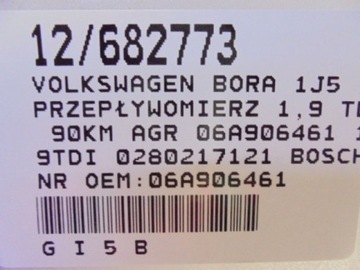 12/682773
VOLKSWAGEN BORA 1J5
PRZEPŁYWOMIERZ 1,9
90KM AGR 06A906461
9TDI 0280217121 BOSCH
NR OEM:06A906461
G I 5 B